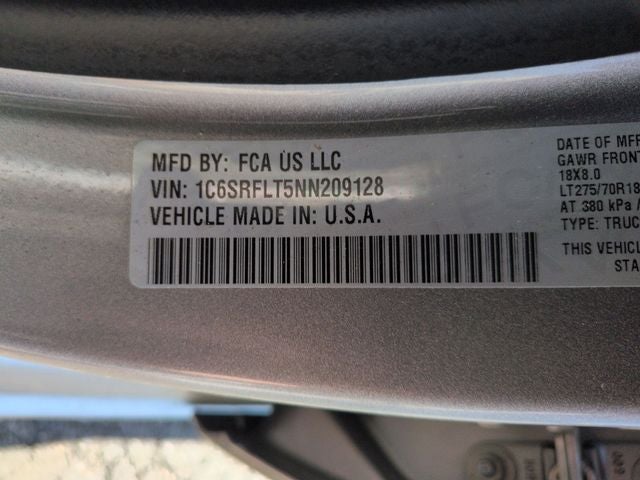 MFD BY: FCA US LLC
VIN: 1C6SRFLT5NN209128
VEHICLE MADE IN: U.S.A.
DATE OF MFR
GAWR FRONT
18X8.0
LT275/70R18
AT 380 kPa /
TYPE: TRUC
THIS VEHICL
STA